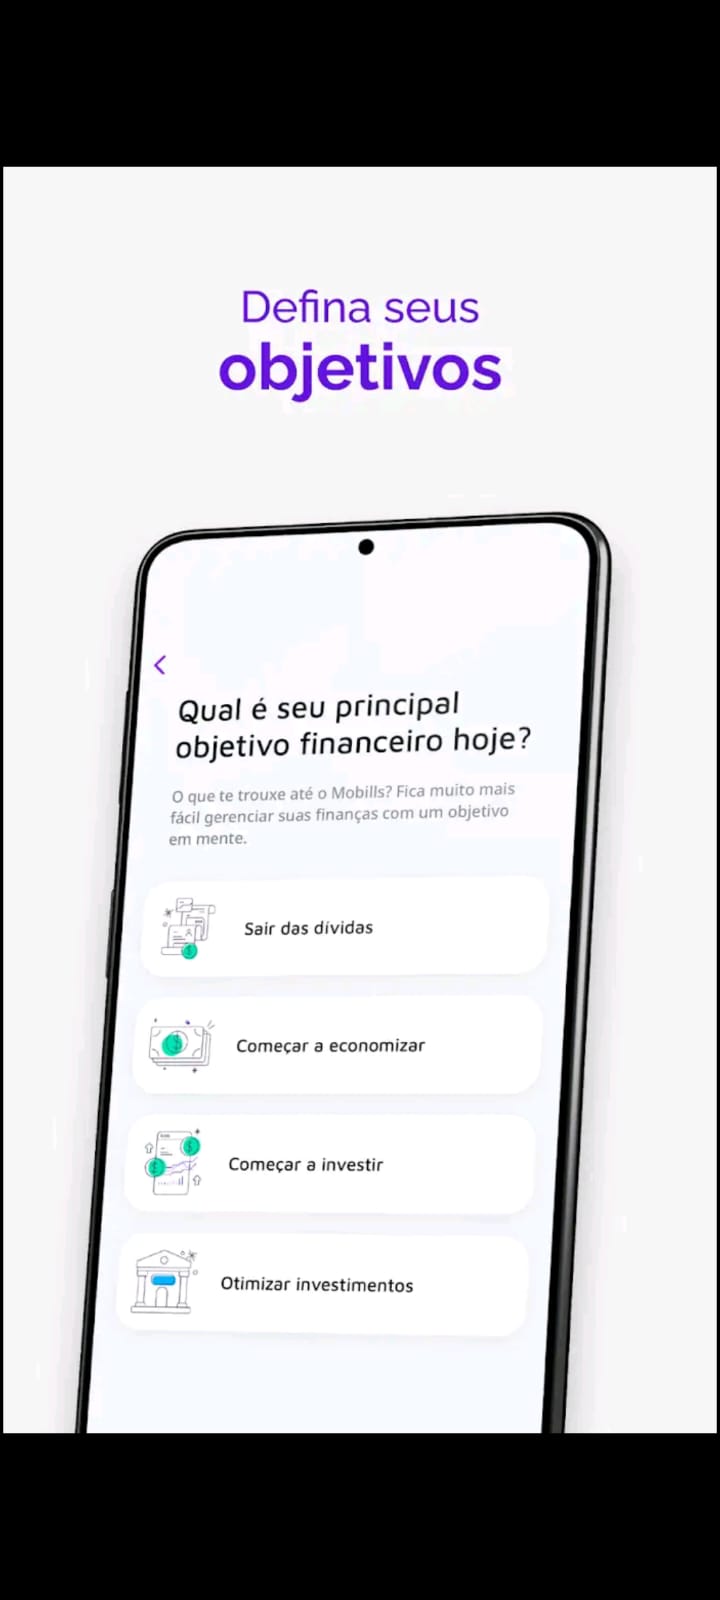 Defina seus
objetivos
Qual é seu principal
objetivo financeiro hoje?
O que te trouxe até o Mobills? Fica muito mais
fácil gerenciar suas finanças com um objetivo
em mente.
Sair das dívidas
Começar a economizar
Começar a investir
Otimizar investimentos